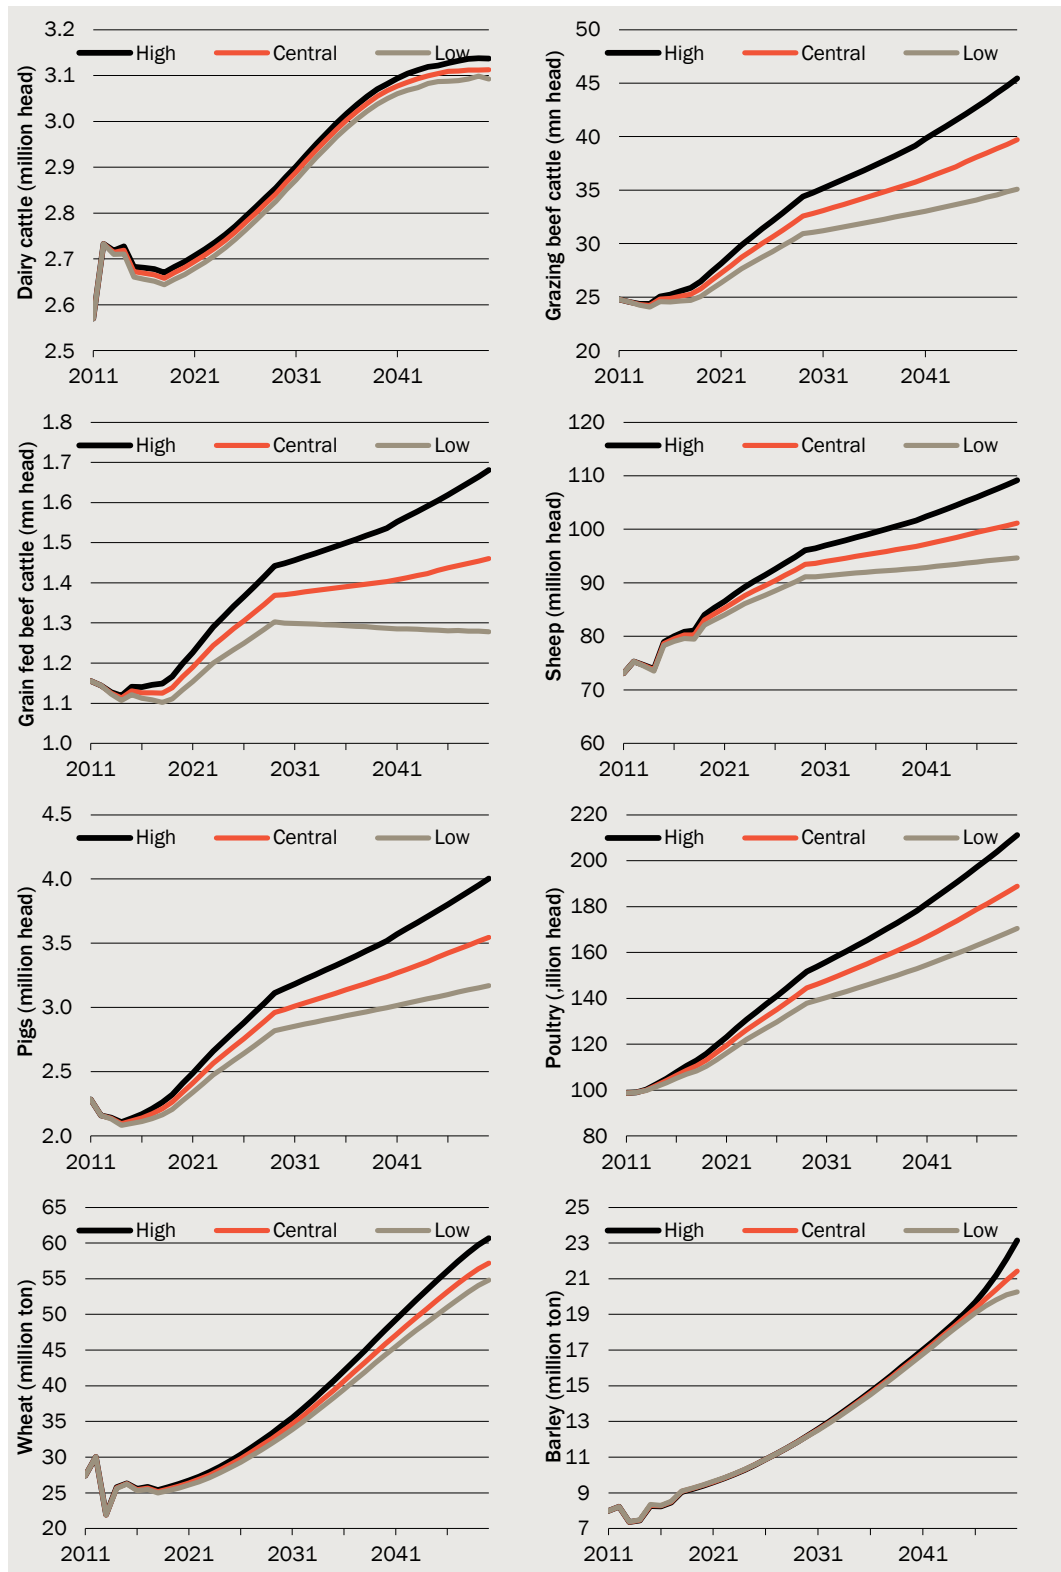 Dairy cattle (million head)
3.2
3.1
3.0
2.9
2.8
2.7
2.6
2.5
High Central Low
2011 2021 2031 2041
Grazing beef cattle (mn head)
50
45
40
35
30
25
20
High Central Low
2011 2021 2031 2041
Grain fed beef cattle (mn head)
1.8
1.7
1.6
1.5
1.4
1.3
1.2
1.1
1.0
High Central Low
2011 2021 2031 2041
Sheep (million head)
120
110
100
90
80
70
60
High Central Low
2011 2021 2031 2041
Pigs (million head)
4.5
4.0
3.5
3.0
2.5
2.0
High Central Low
2011 2021 2031 2041
Poultry (,illion head)
220
200
180
160
140
120
100
80
High Central Low
2011 2021 2031 2041
Wheat (million ton)
65
60
55
50
45
40
35
30
25
20
High Central Low
2011 2021 2031 2041
Barley (million ton)
25
23
21
19
17
15
13
11
9
7
High Central Low
2011 2021 2031 2041